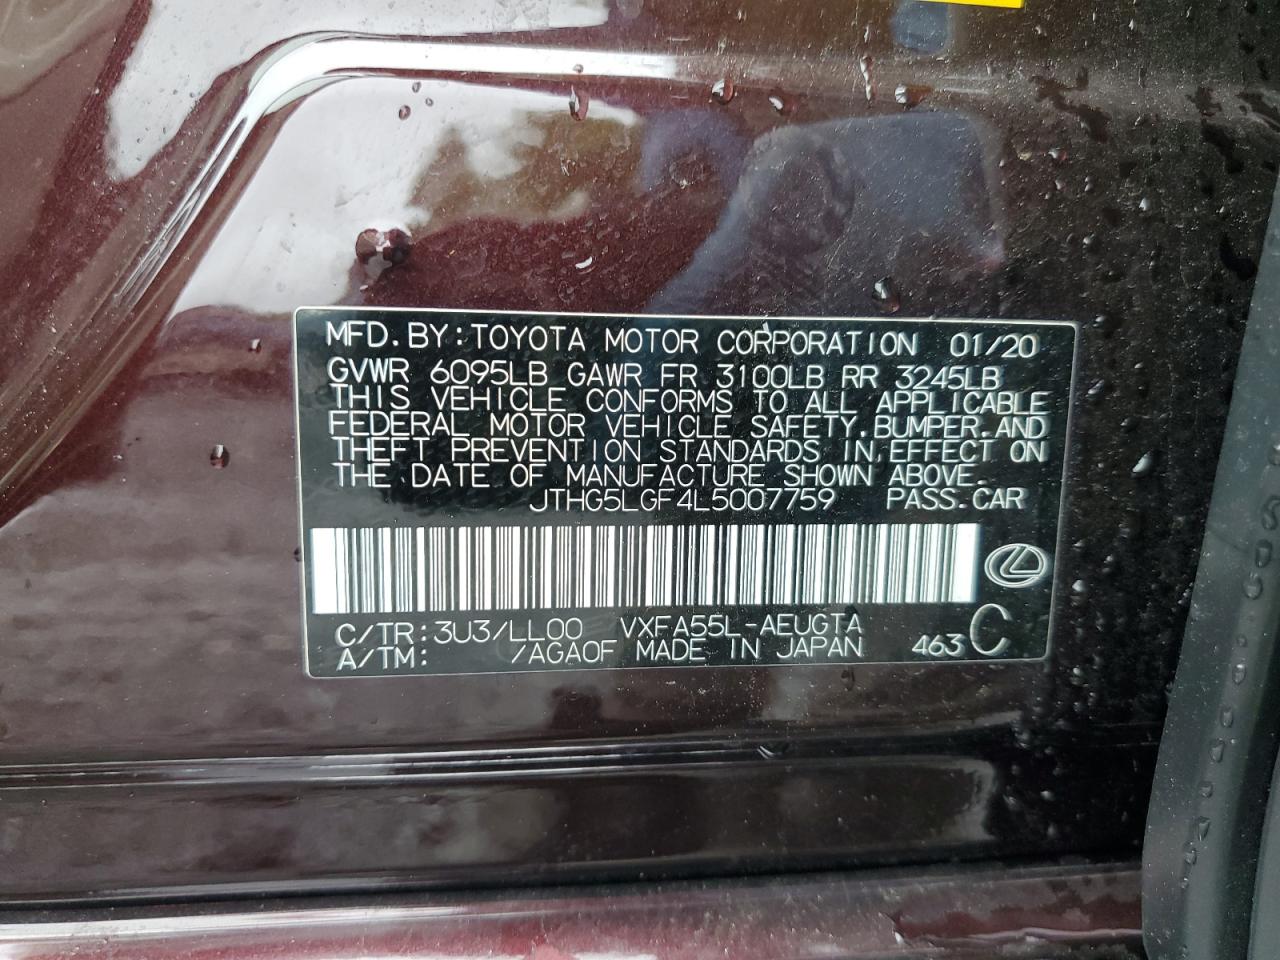 MFD. BY: TOYOTA MOTOR CORPORATION 01/20
GVWR 6095LB GAWR FR 3100LB RR 3245LB
THIS VEHICLE CONFORMS TO ALL APPLICABLE
FEDERAL MOTOR VEHICLE SAFETY, BUMPER, AND
THEFT PREVENTION STANDARDS IN EFFECT ON
THE DATE OF MANUFACTURE SHOWN ABOVE.
JTHG5LGF4L5007759 PASS. CAR
C/TR: 3U3/LL00 VXFA55L-AEUGTA
A/TM: /AGA0F MADE IN JAPAN 463 C